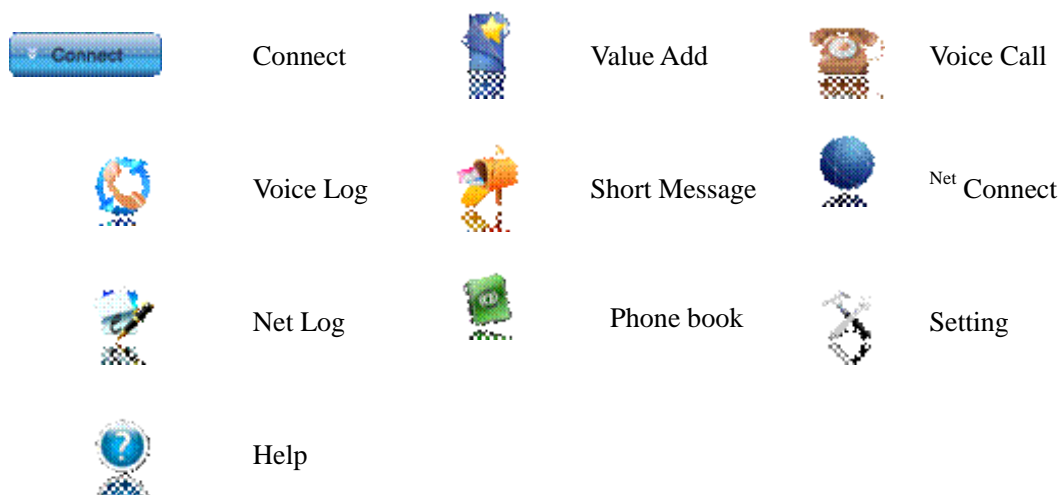 Connect Connect Value Add Voice Call
Voice Log Short Message Net Connect
Net Log @ Phone book Setting
? Help